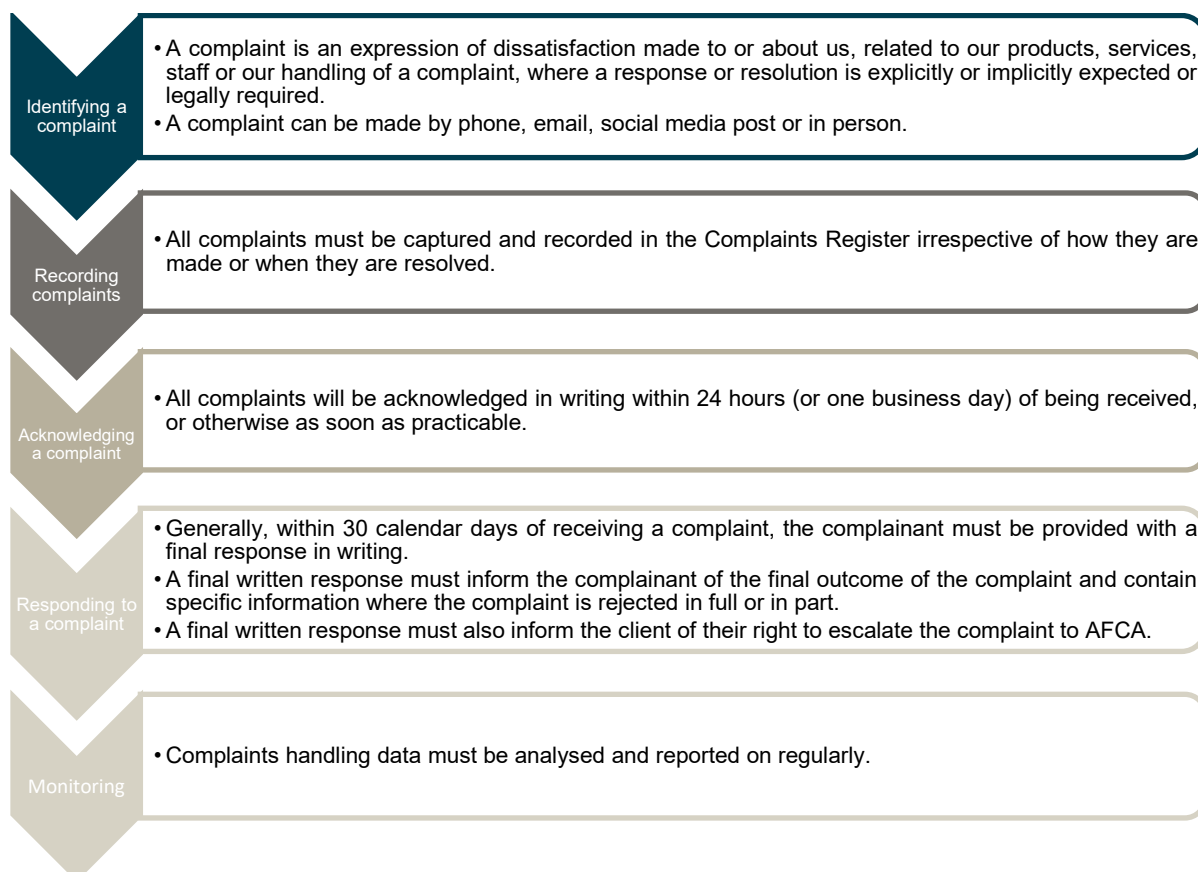 Identifying a
complaint
• A complaint is an expression of dissatisfaction made to or about us, related to our products, services,
staff or our handling of a complaint, where a response or resolution is explicitly or implicitly expected or
legally required.
• A complaint can be made by phone, email, social media post or in person.
Recording
complaints
• All complaints must be captured and recorded in the Complaints Register irrespective of how they are
made or when they are resolved.
Acknowledging
a complaint
• All complaints will be acknowledged in writing within 24 hours (or one business day) of being received,
or otherwise as soon as practicable.
Responding to
a complaint
• Generally, within 30 calendar days of receiving a complaint, the complainant must be provided with a
final response in writing.
• A final written response must inform the complainant of the final outcome of the complaint and contain
specific information where the complaint is rejected in full or in part.
• A final written response must also inform the client of their right to escalate the complaint to AFCA.
Monitoring
• Complaints handling data must be analysed and reported on regularly.